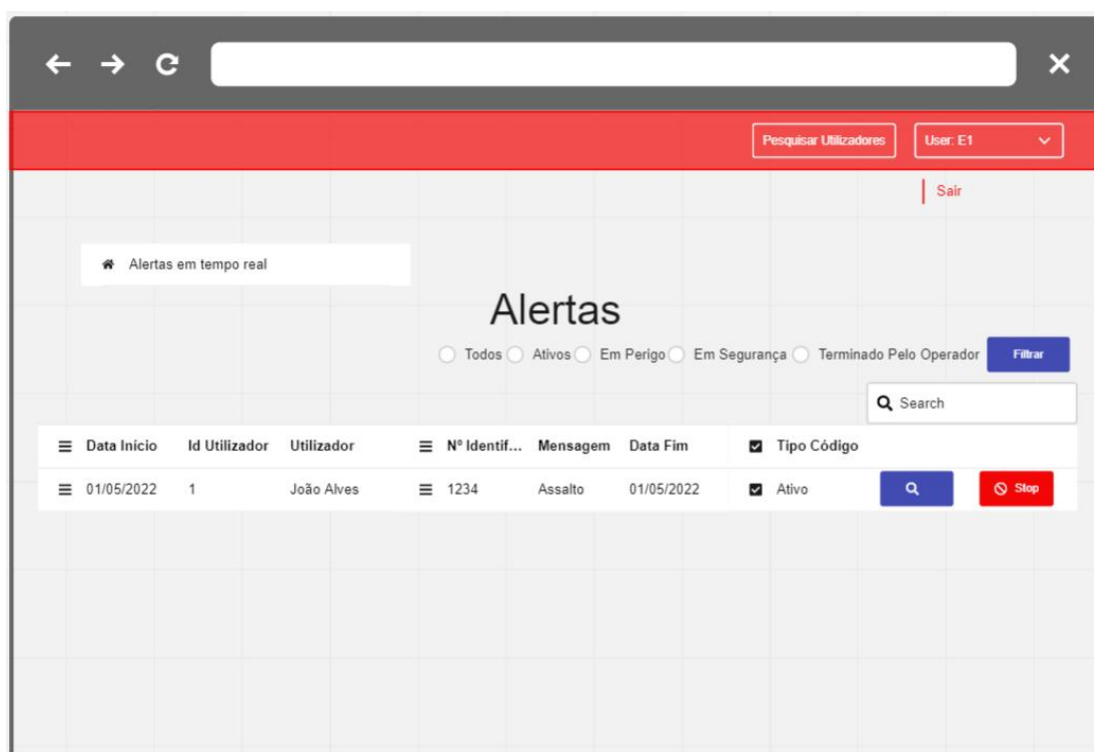 Pesquisar Utilizadores User: E1
Sair
Alertas em tempo real
Alertas
Todos Ativos Em Perigo Em Segurança Terminado Pelo Operador Filtrar
Search
Data Início Id Utilizador Utilizador Nº Identif... Mensagem Data Fim Tipo Código
01/05/2022 1 João Alves 1234 Assalto 01/05/2022 Ativo Stop